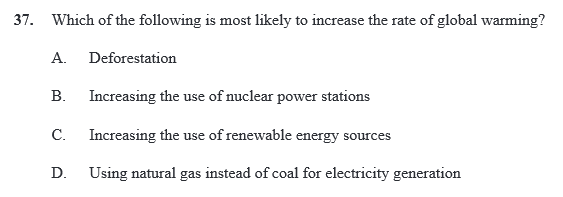 37. Which of the following is most likely to increase the rate of global warming?
A. Deforestation
B. Increasing the use of nuclear power stations
C. Increasing the use of renewable energy sources
D. Using natural gas instead of coal for electricity generation